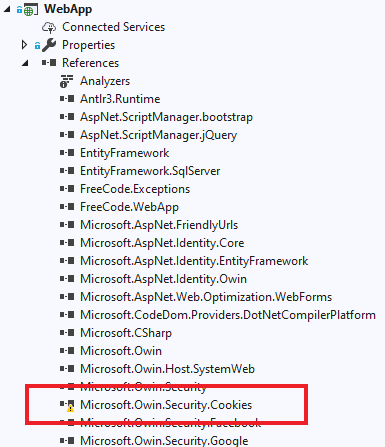 WebApp
Connected Services
Properties
References
Analyzers
Antlr3.Runtime
AspNet.ScriptManager.bootstrap
AspNet.ScriptManager.jQuery
EntityFramework
EntityFramework.SqlServer
FreeCode.Exceptions
FreeCode.WebApp
Microsoft.AspNet.FriendlyUrls
Microsoft.AspNet.Identity.Core
Microsoft.AspNet.Identity.EntityFramework
Microsoft.AspNet.Identity.Owin
Microsoft.AspNet.Web.Optimization.WebForms
Microsoft.CodeDom.Providers.DotNetCompilerPlatform
Microsoft.CSharp
Microsoft.Owin
Microsoft.Owin.Host.SystemWeb
Microsoft.Owin.Security
Microsoft.Owin.Security.Cookies
Microsoft.Owin.Security.Facebook
Microsoft.Owin.Security.Google